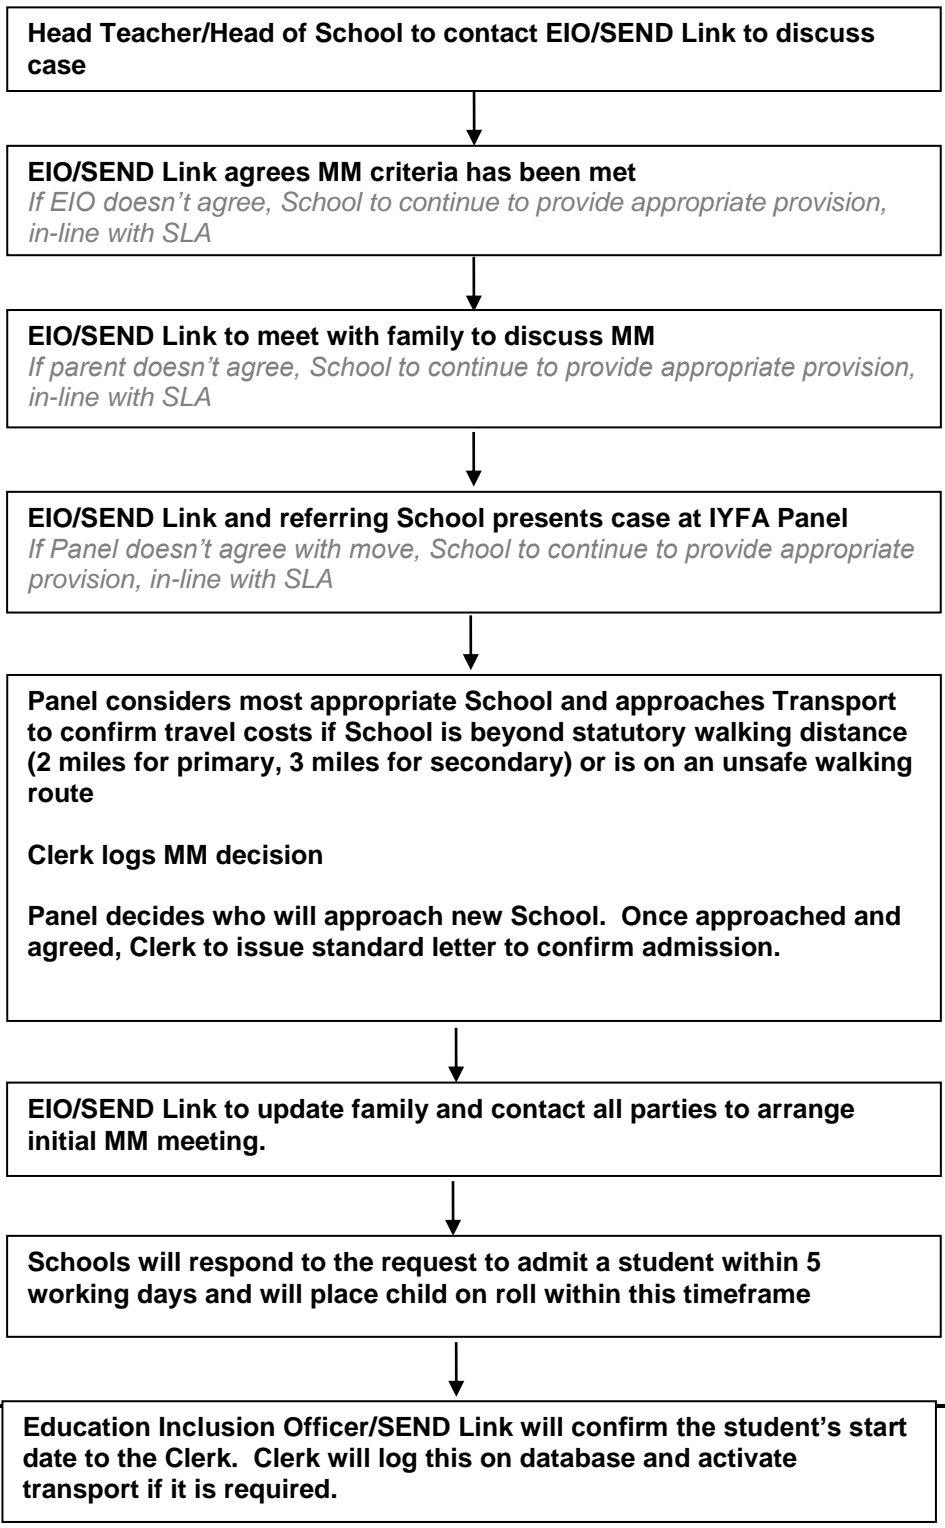 Head Teacher/Head of School to contact EIO/SEND Link to discuss
case
EIO/SEND Link agrees MM criteria has been met
If EIO doesn’t agree, School to continue to provide appropriate provision,
in-line with SLA
EIO/SEND Link to meet with family to discuss MM
If parent doesn’t agree, School to continue to provide appropriate provision,
in-line with SLA
EIO/SEND Link and referring School presents case at IYFA Panel
If Panel doesn’t agree with move, School to continue to provide appropriate
provision, in-line with SLA
Panel considers most appropriate School and approaches Transport
to confirm travel costs if School is beyond statutory walking distance
(2 miles for primary, 3 miles for secondary) or is on an unsafe walking
route
Clerk logs MM decision
Panel decides who will approach new School.  Once approached and
agreed, Clerk to issue standard letter to confirm admission.
EIO/SEND Link to update family and contact all parties to arrange
initial MM meeting.
Schools will respond to the request to admit a student within 5
working days and will place child on roll within this timeframe
Education Inclusion Officer/SEND Link will confirm the student’s start
date to the Clerk.  Clerk will log this on database and activate
transport if it is required.